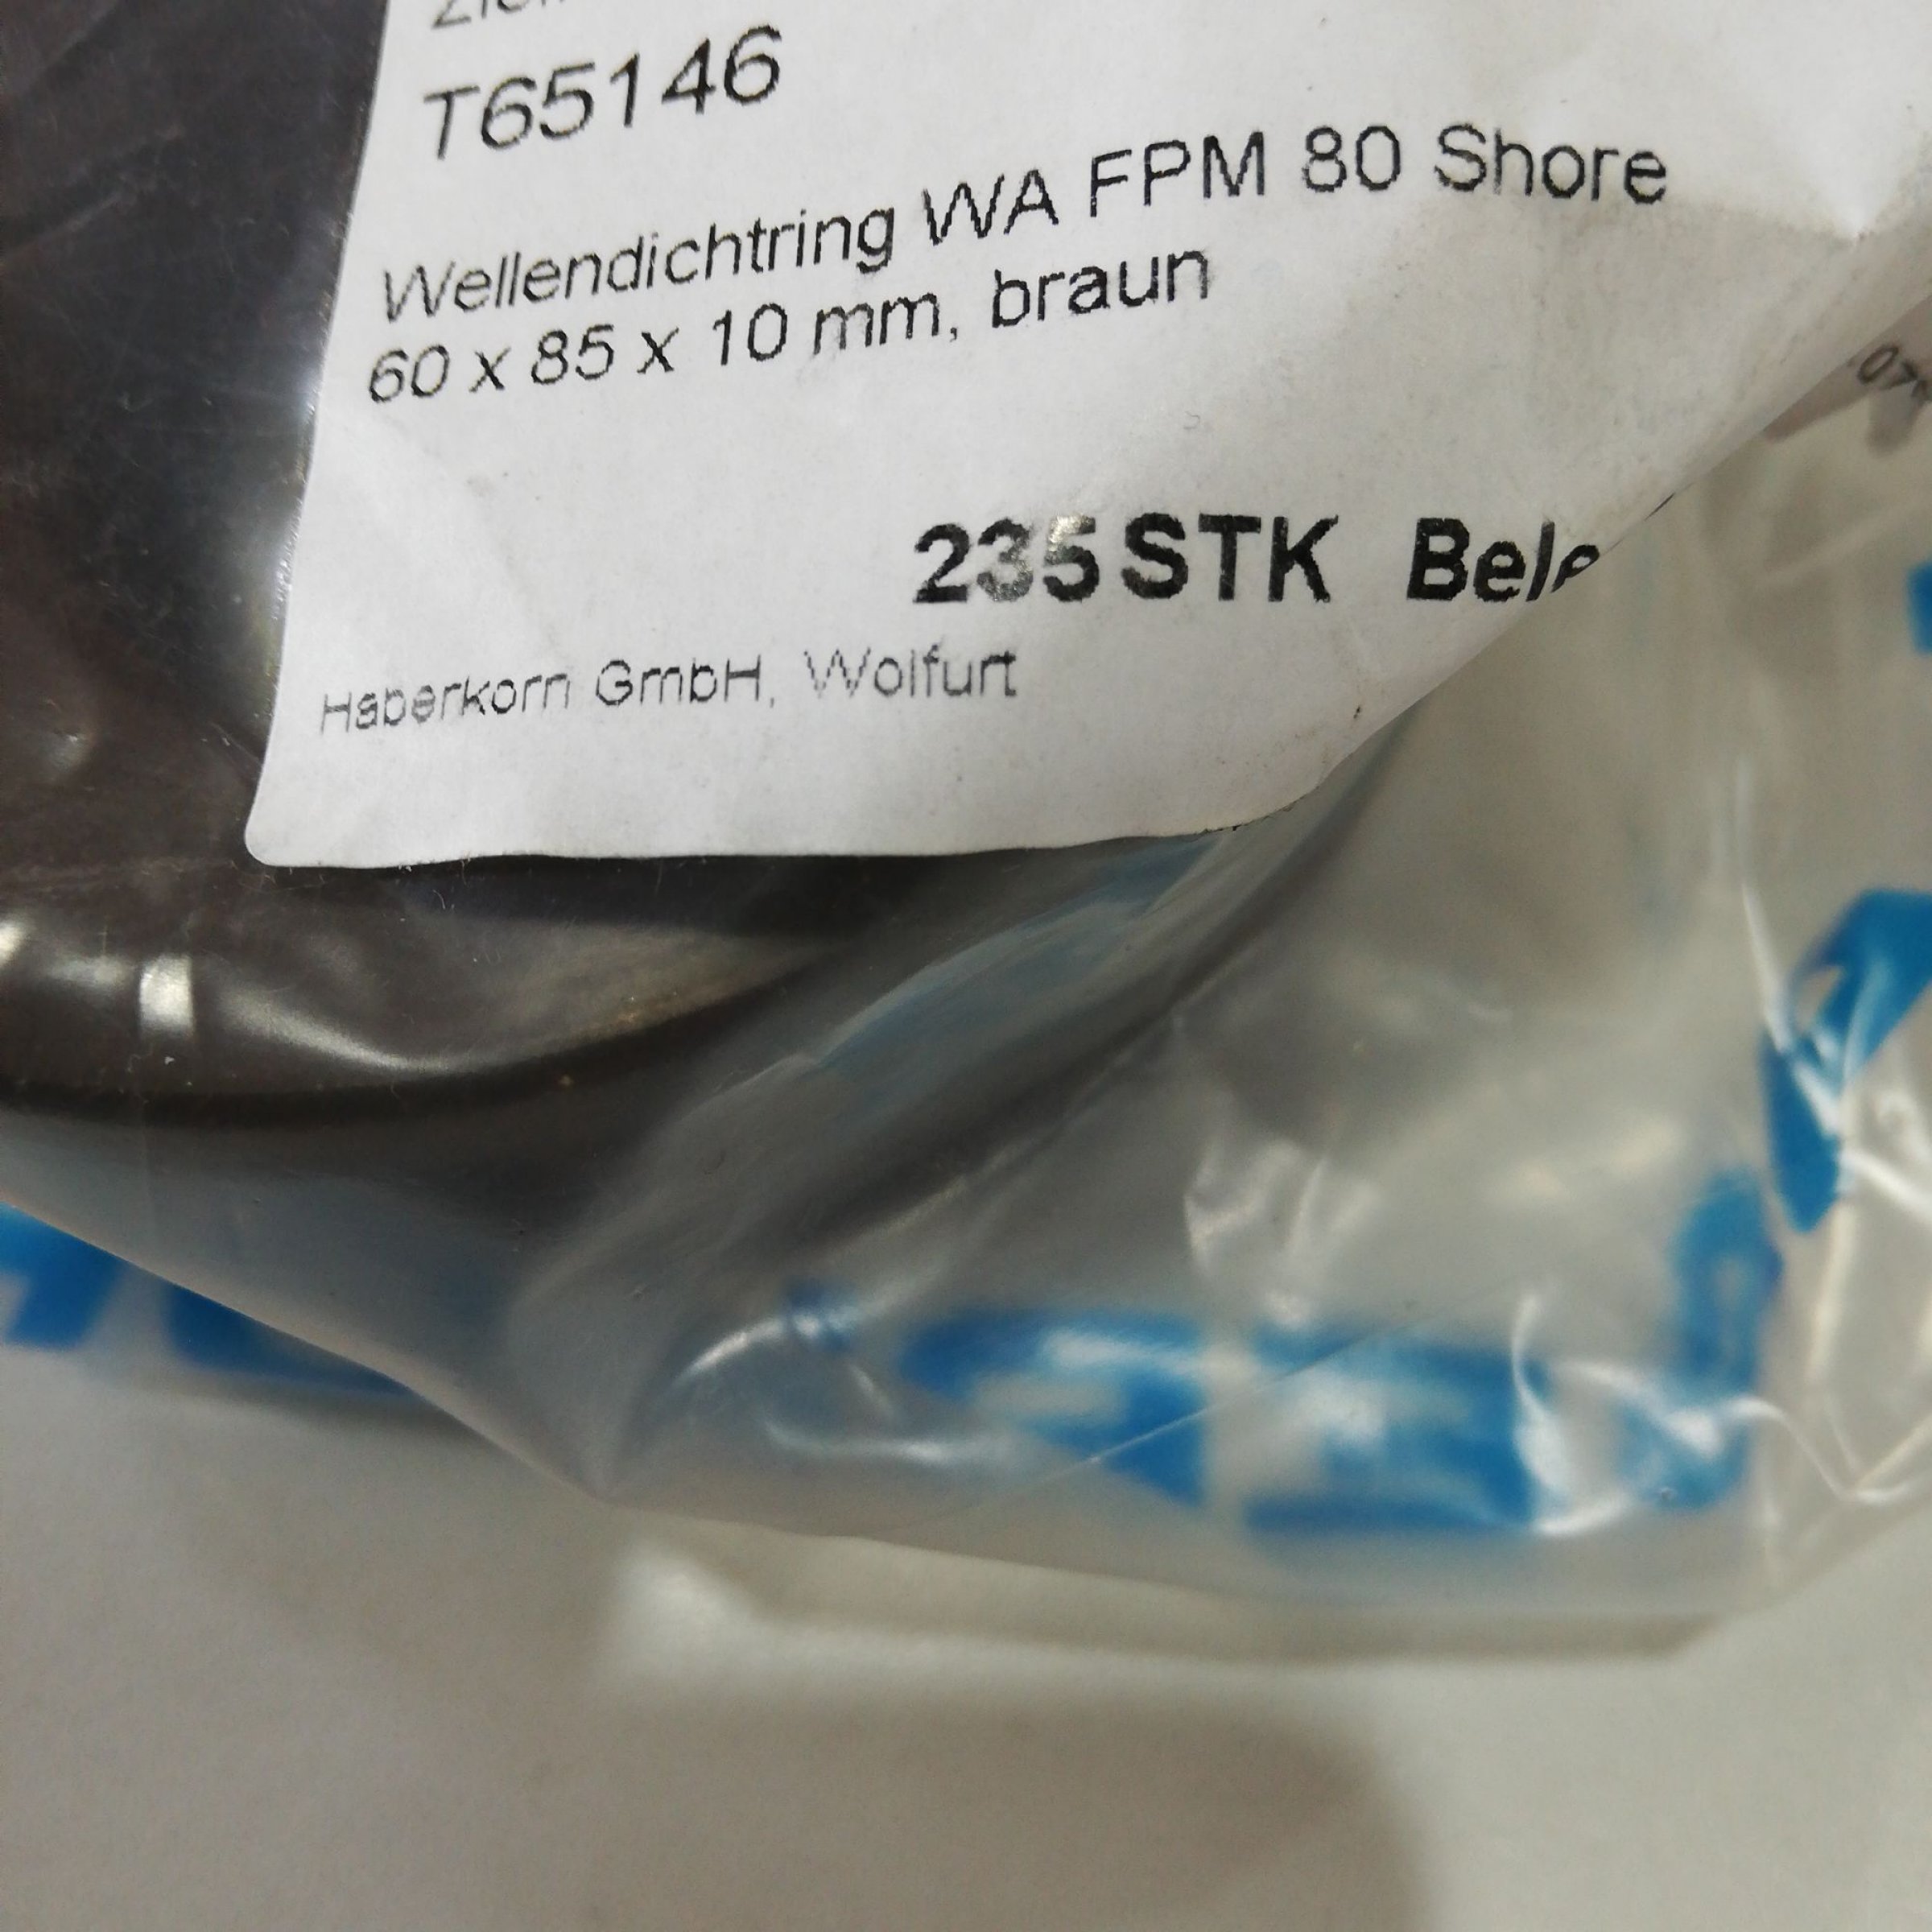 T65146
Wellendichtring WA FPM 80 Shore
60 x 85 x 10 mm, braun
235 STK
Haberkorn GmbH, Wolfurt